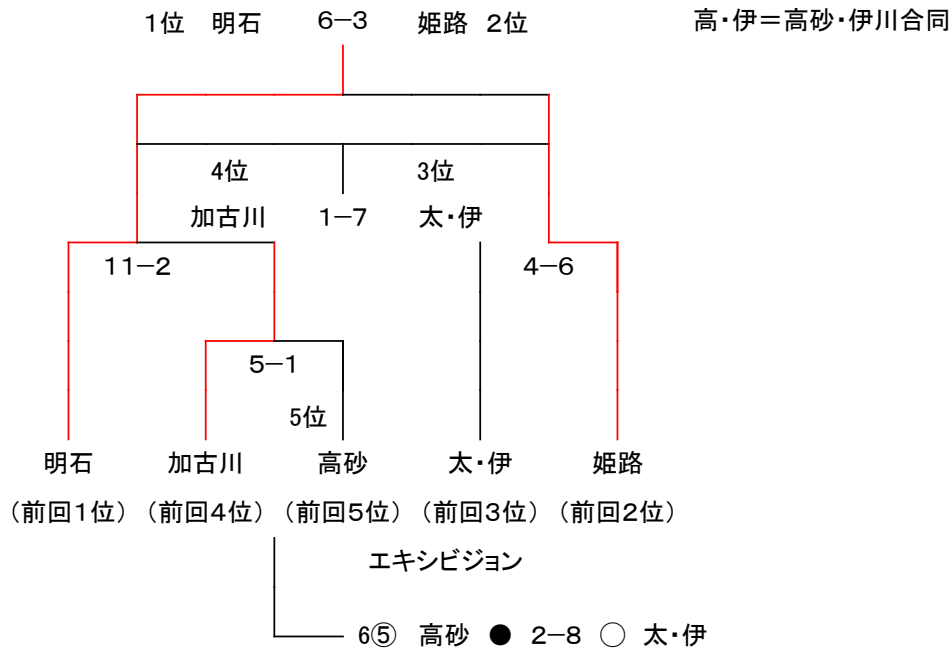 1位 明石 6－3 姫路 2位 高・伊＝高砂・伊川合同
4位 3位
加古川 1－7 太・伊
11－2 4－6
5－1
5位
明石 加古川 高砂 太・伊 姫路
(前回1位) (前回4位) (前回5位) (前回3位) (前回2位)
エキシビジョン
6⑤ 高砂 ● 2－8 ○ 太・伊